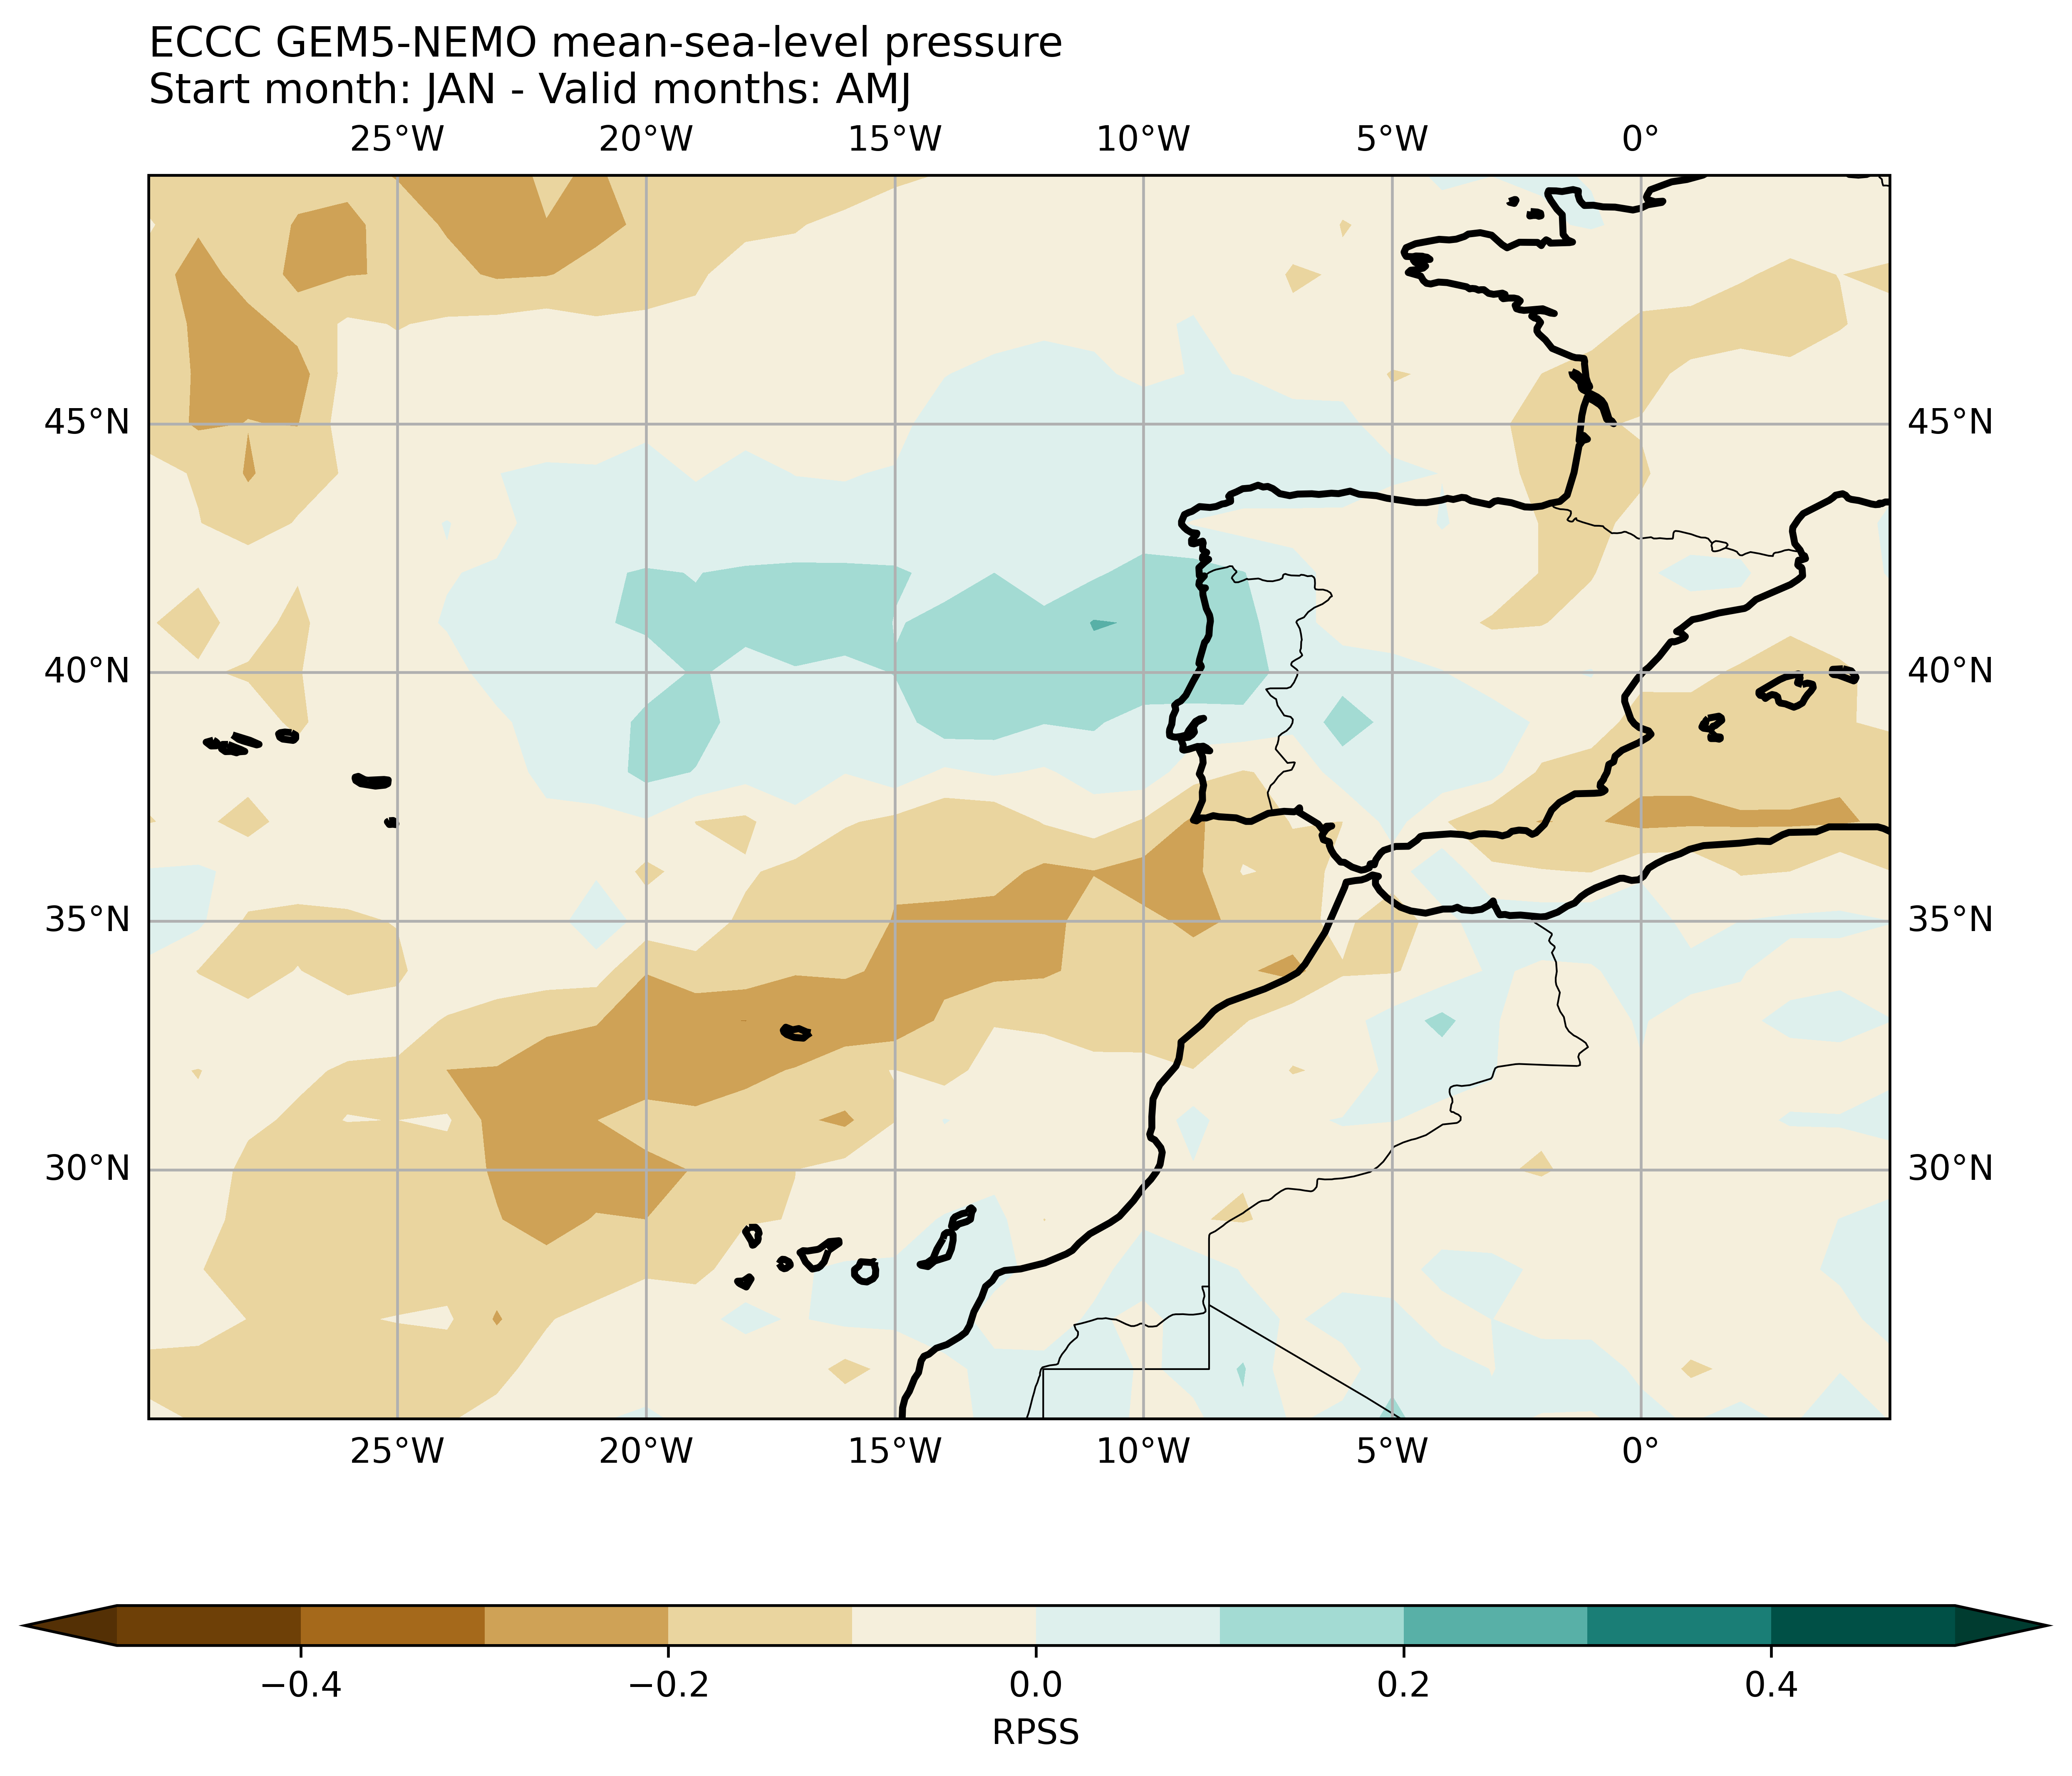 ECCC GEM5-NEMO mean-sea-level pressure
Start month: JAN - Valid months: AMJ
25°W 20°W 15°W 10°W 5°W 0°
45°N 45°N
40°N 40°N
35°N 35°N
30°N 30°N
25°W 20°W 15°W 10°W 5°W 0°
−0.4 −0.2 0.0 0.2 0.4
RPSS